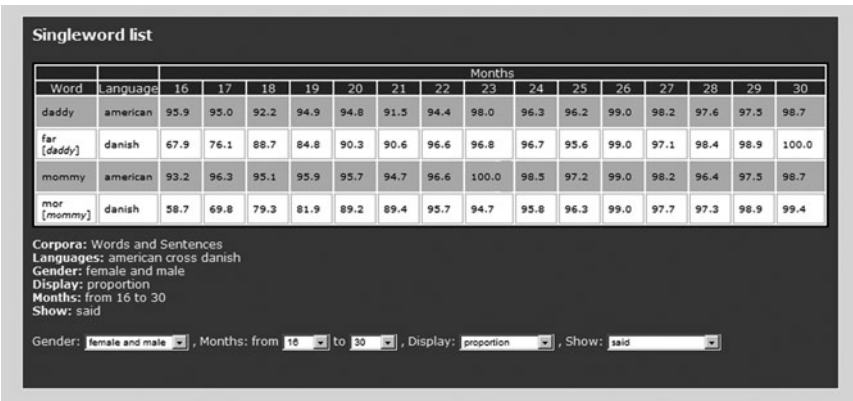 Singleword list
Months
Word Language 16 17 18 19 20 21 22 23 24 25 26 27 28 29 30
daddy american 95.9 95.0 92.2 94.9 94.8 91.5 94.4 98.0 96.3 96.2 99.0 98.2 97.6 97.5 98.7
far [daddy] danish 67.9 76.1 88.7 84.8 90.3 90.6 96.6 96.8 96.7 95.6 99.0 97.1 98.4 98.9 100.0
mommy american 93.2 96.3 95.1 95.9 95.7 94.7 96.6 100.0 98.5 97.2 99.0 98.2 96.4 97.5 98.7
mor [mommy] danish 58.7 69.8 79.3 81.9 89.2 89.4 95.7 94.7 95.8 96.3 99.0 97.7 97.3 98.9 99.4
Corpora: Words and Sentences
Languages: american cross danish
Gender: female and male
Display: proportion
Months: from 16 to 30
Show: said
Gender: female and male , Months: from 16 to 30 , Display: proportion , Show: said